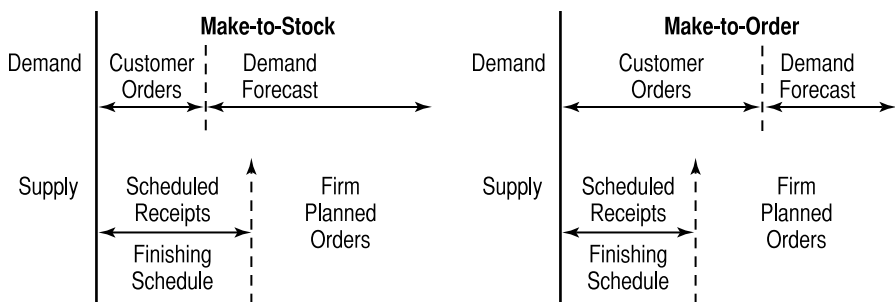 Make-to-Stock
Demand
Customer
Orders
Demand
Forecast
Supply
Scheduled
Receipts
Finishing
Schedule
Firm
Planned
Orders
Make-to-Order
Demand
Customer
Orders
Demand
Forecast
Supply
Scheduled
Receipts
Finishing
Schedule
Firm
Planned
Orders